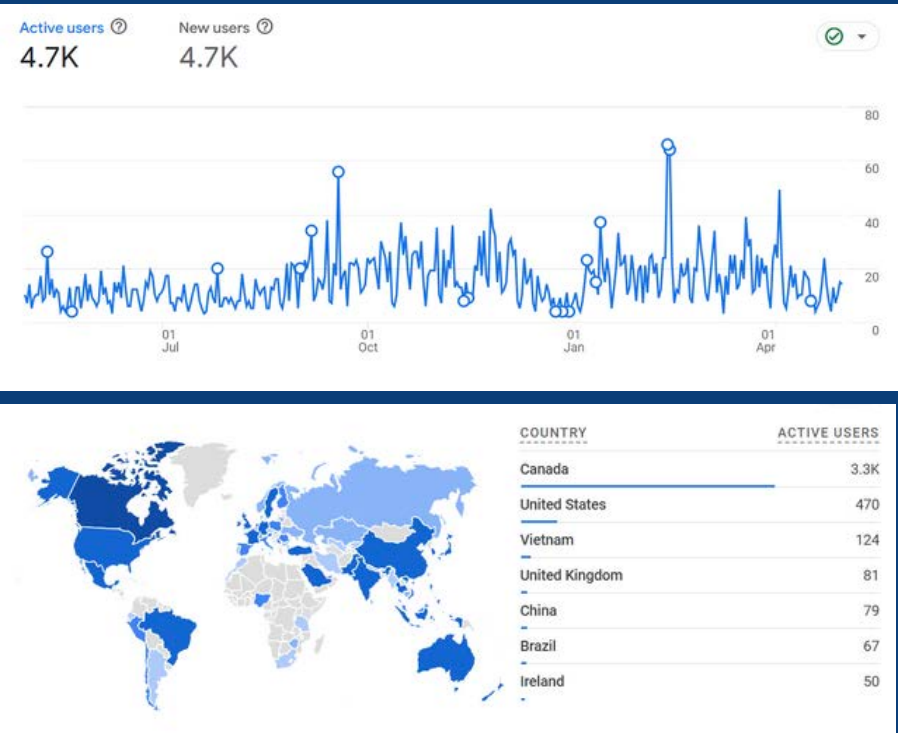 Active users New users
4.7K 4.7K
80
60
40
20
0
01 01 01 01
Jul Oct Jan Apr
COUNTRY ACTIVE USERS
Canada 3.3K
United States 470
Vietnam 124
United Kingdom 81
China 79
Brazil 67
Ireland 50